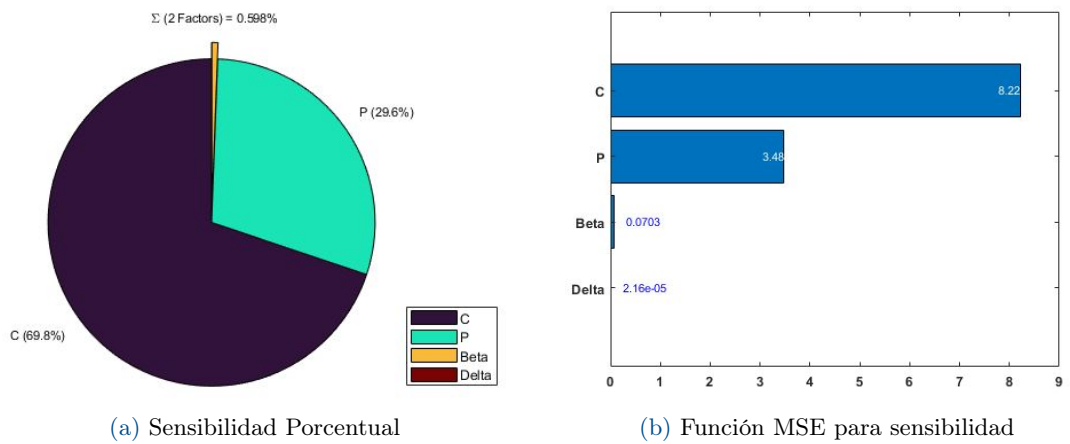 Σ (2 Factors) = 0.598%
P (29.6%)
C (69.8%)
C
P
Beta
Delta
(a) Sensibilidad Porcentual
C
8.22
P
3.48
Beta
0.0703
Delta
2.16e-05
0 1 2 3 4 5 6 7 8 9
(b) Función MSE para sensibilidad